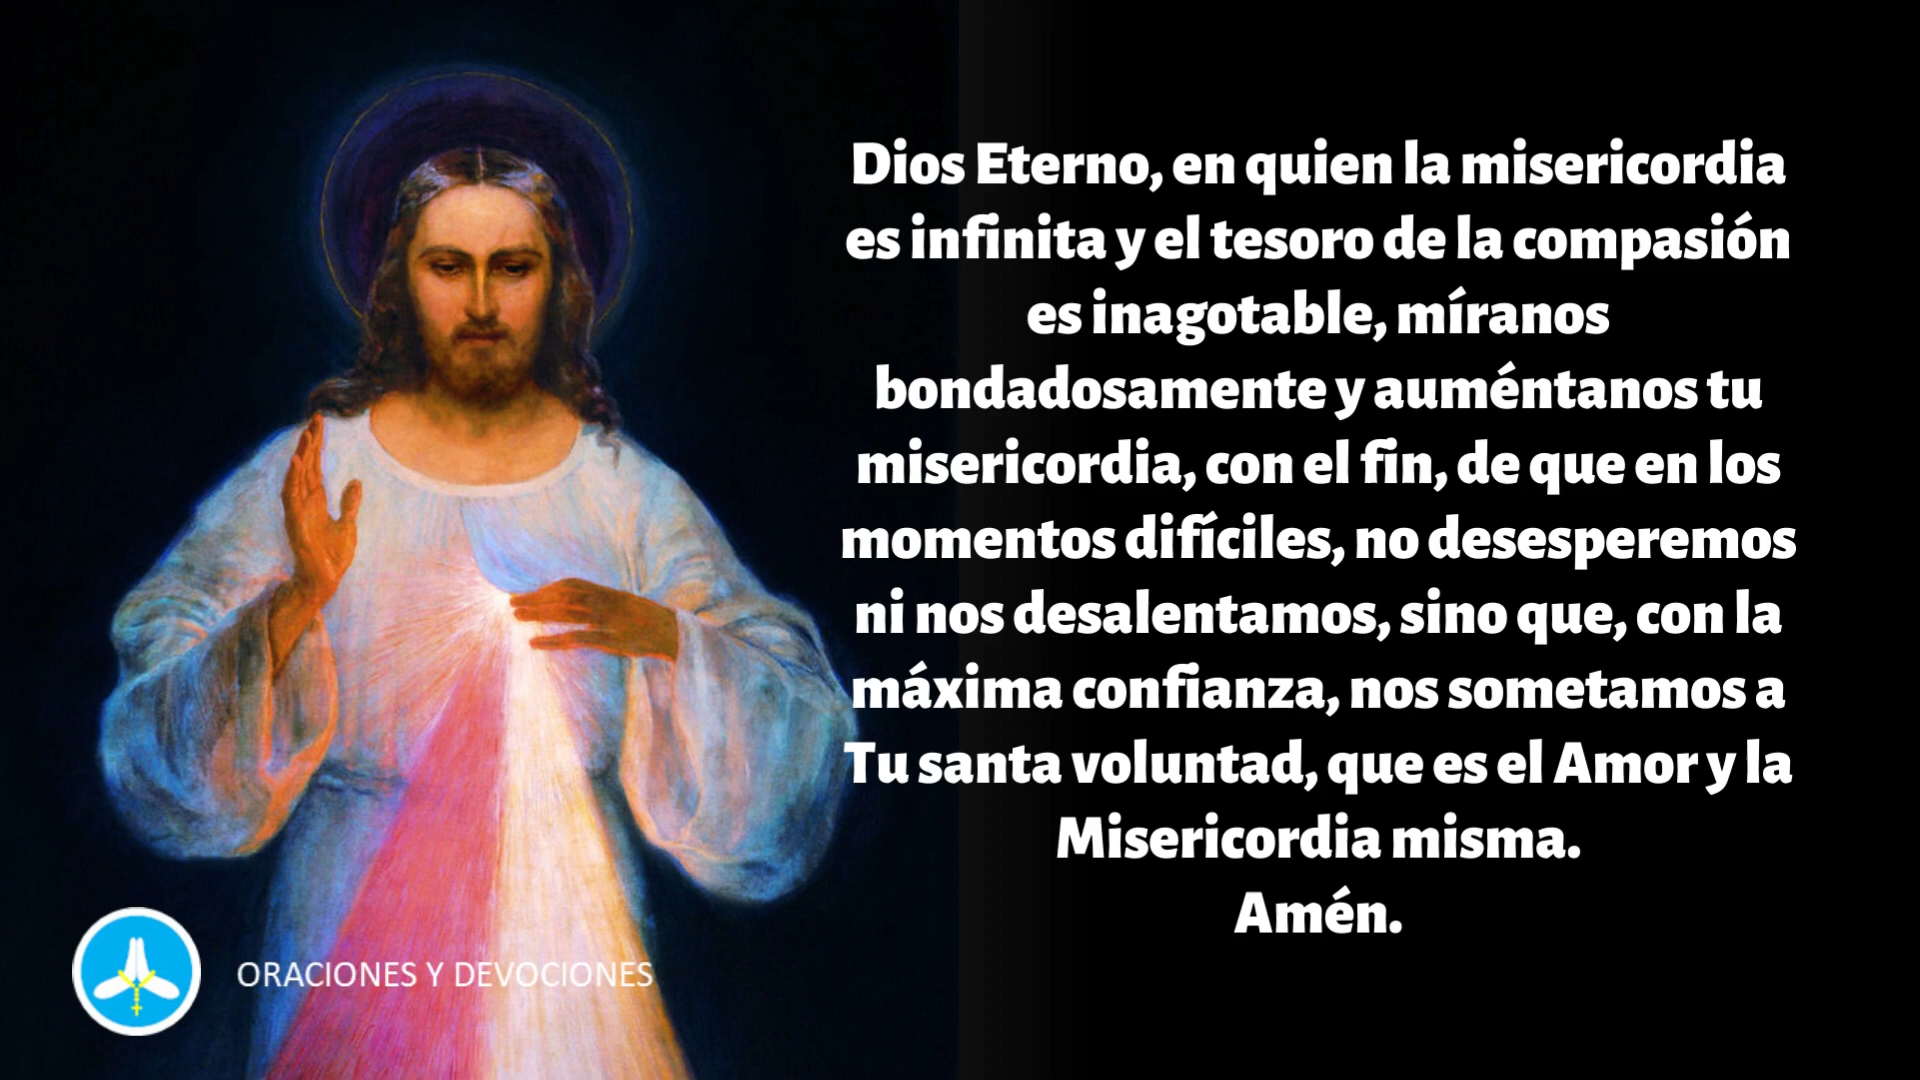 Dios Eterno, en quien la misericordia
es infinita y el tesoro de la compasión
es inagotable, míranos
bondadosamente y auméntanos tu
misericordia, con el fin, de que en los
momentos difíciles, no desesperemos
ni nos desalentamos, sino que, con la
máxima confianza, nos sometamos a
Tu santa voluntad, que es el Amor y la
Misericordia misma.
Amén.
ORACIONES Y DEVOCIONES